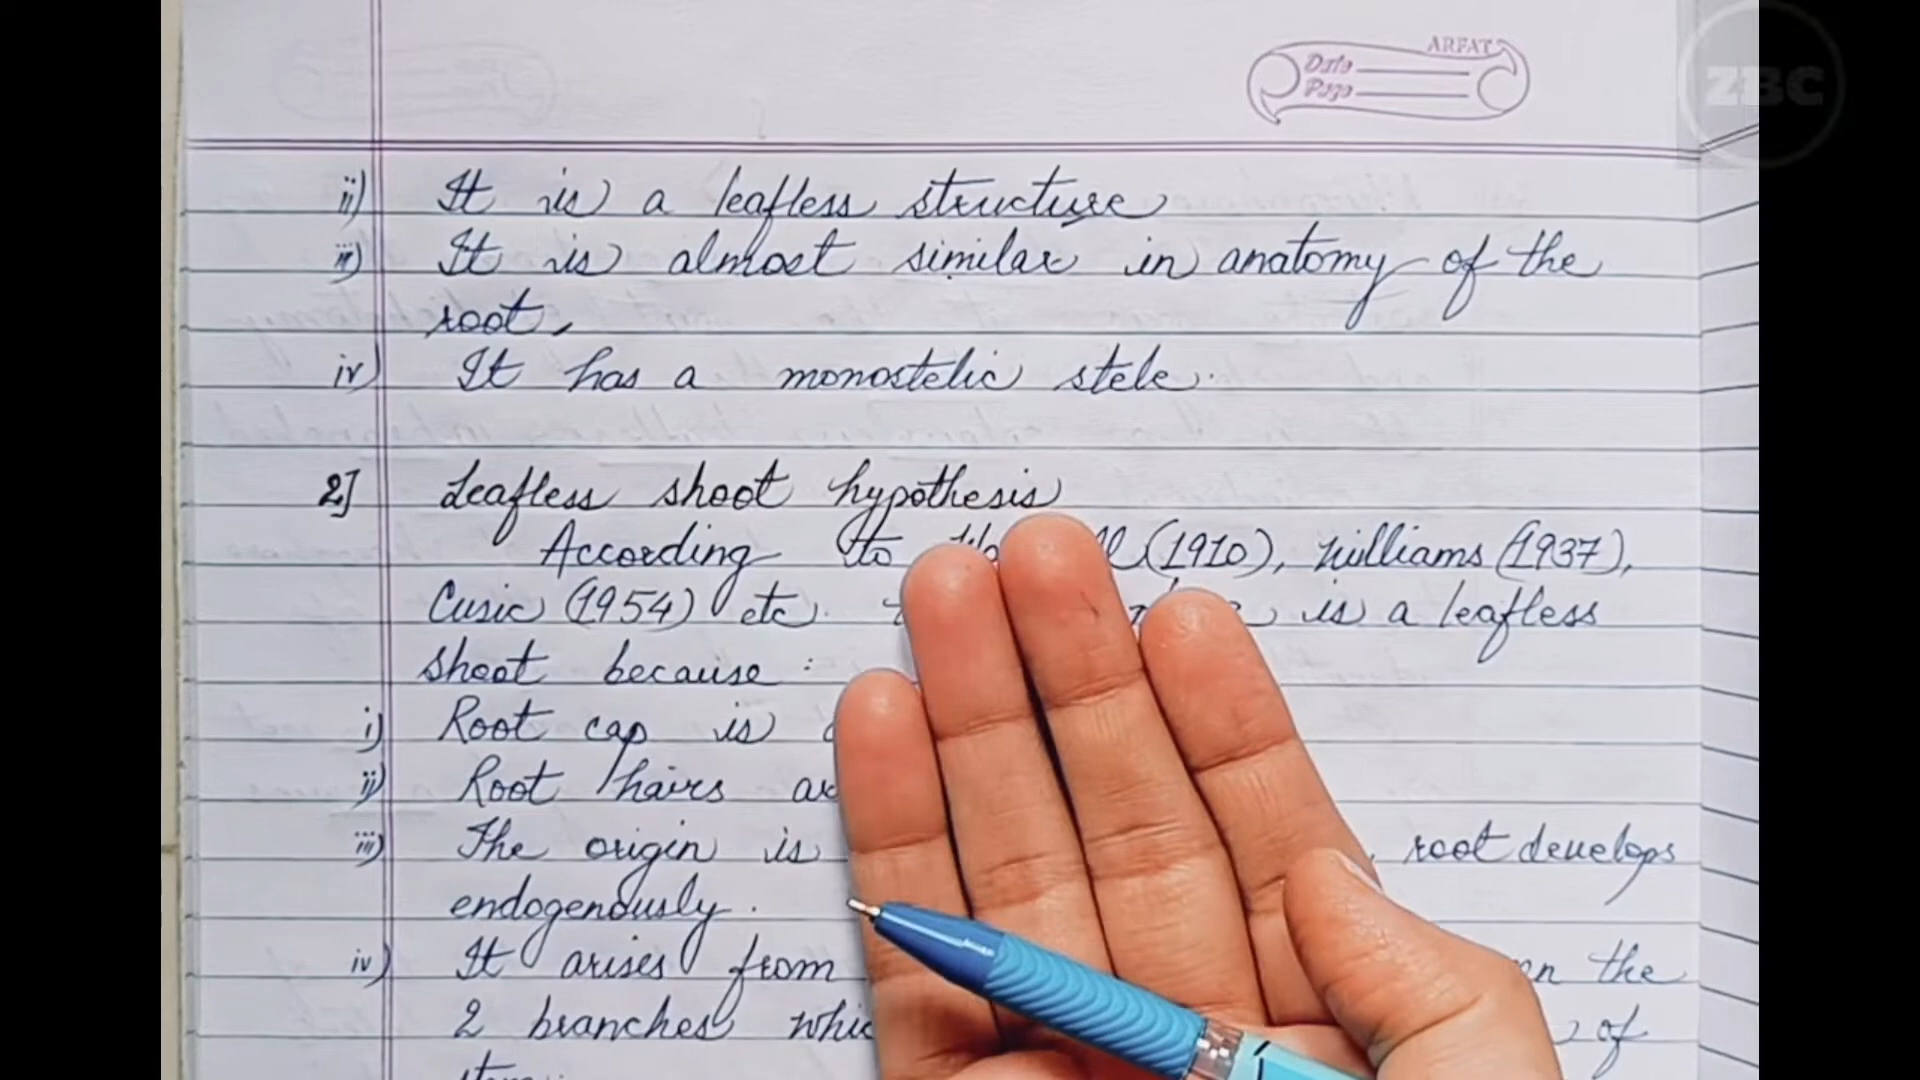 ARFAT
Date
Page
ZBC
ii) It is a leafless structure
iii) It is almost similar in anatomy of the
root,
iv) It has a monostelic stele.
2] Leafless shoot hypothesis
According to (1910), Williams (1937),
Cusic (1954) etc. is a leafless
shoot because :
i) Root cap is
ii) Root hairs
iii) The origin is root develops
endogenously.
iv) It arises from the
2 branches of